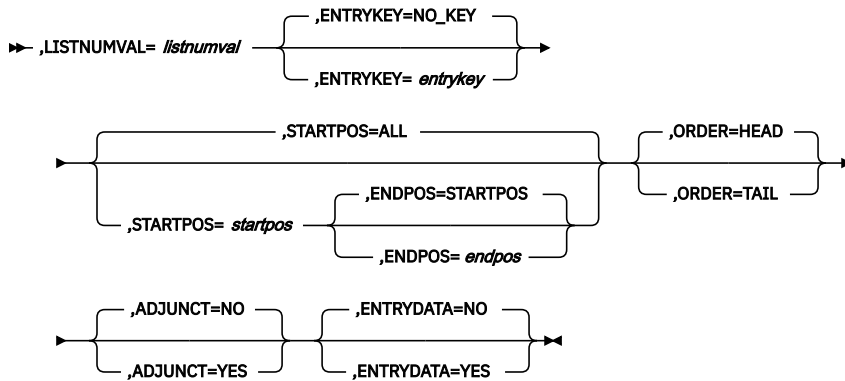 ,ENTRYKEY=NO_KEY
,LISTNUMVAL= listnumval
,ENTRYKEY= entrykey
,STARTPOS=ALL
,ORDER=HEAD
,ENDPOS=STARTPOS
,ORDER=TAIL
,STARTPOS= startpos
,ENDPOS= endpos
,ADJUNCT=NO
,ENTRYDATA=NO
,ADJUNCT=YES
,ENTRYDATA=YES